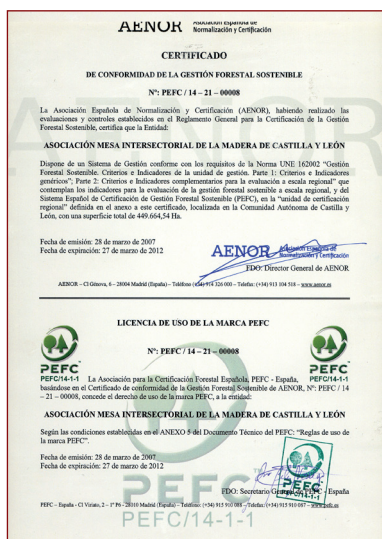 AENOR Asociación Española de
Normalización y Certificación
CERTIFICADO
DE CONFORMIDAD DE LA GESTIÓN FORESTAL SOSTENIBLE
Nº: PEFC / 14 – 21 – 00008
La Asociación Española de Normalización y Certificación (AENOR), habiendo realizado las
evaluaciones y controles establecidos en el Reglamento General para la Certificación de la Gestión
Forestal Sostenible, certifica que la Entidad:
ASOCIACIÓN MESA INTERSECTORIAL DE LA MADERA DE CASTILLA Y LEÓN
Dispone de un Sistema de Gestión conforme con los requisitos de la Norma UNE 162002 “Gestión
Forestal Sostenible. Criterios e Indicadores de la unidad de gestión. Parte 1: Criterios e Indicadores
genéricos”; Parte 2: Criterios e Indicadores complementarios para la evaluación a escala regional” que
contemplan los indicadores para la evaluación de la gestión forestal sostenible a escala regional, y del
Sistema Español de Certificación de Gestión Forestal Sostenible (PEFC), en la “unidad de certificación
regional” definida en el anexo a este certificado, localizada en la Comunidad Autónoma de Castilla y
León, con una superficie total de 449.664,54 Ha.
Fecha de emisión: 28 de marzo de 2007
Fecha de expiración: 27 de marzo de 2012
AENOR Asociación Española de
Normalización y Certificación
FDO: Director General de AENOR
AENOR – Cl Génova, 6 – 28004 Madrid (España) – Teléfono (+34) 914 326 000 – Telefax: (+34) 913 104 518 – www.aenor.es
LICENCIA DE USO DE LA MARCA PEFC
Nº: PEFC / 14 – 21 – 00008
PEFC
PEFC/14-1-1
PEFC
PEFC/14-1-1
La Asociación para la Certificación Forestal Española, PEFC - España,
basándose en el Certificado de conformidad de la Gestión Forestal Sostenible de AENOR, Nº: PEFC / 14
– 21 – 00008, concede el derecho de uso de la marca PEFC, a la entidad:
ASOCIACIÓN MESA INTERSECTORIAL DE LA MADERA DE CASTILLA Y LEÓN
Según las condiciones establecidas en el ANEXO 5 del Documento Técnico del PEFC: “Reglas de uso de
la marca PEFC”.
Fecha de emisión: 28 de marzo de 2007
Fecha de expiración: 27 de marzo de 2012
PEFC
FDO: Secretario General de PEFC - España
PEFC – España - Cl Viriato, 2 – 1º
PEFC
PEFC/14-1-1